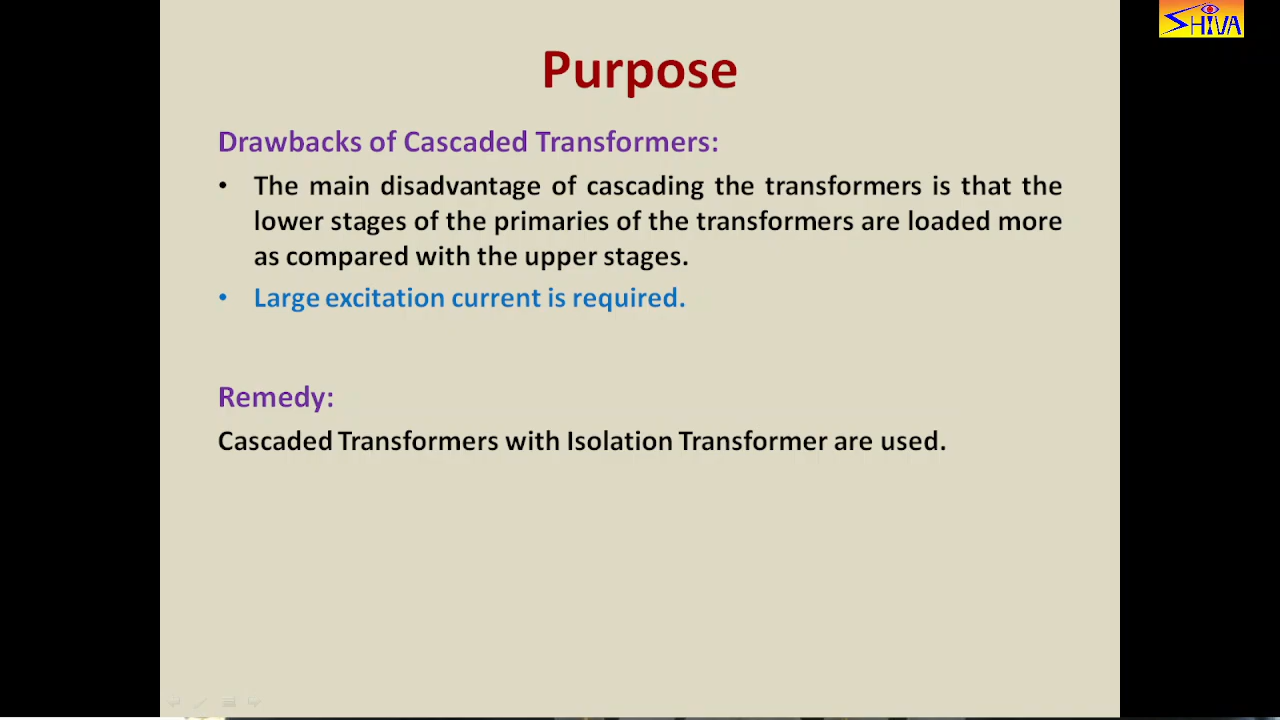 SHIVA
Purpose
Drawbacks of Cascaded Transformers:
• The main disadvantage of cascading the transformers is that the
lower stages of the primaries of the transformers are loaded more
as compared with the upper stages.
• Large excitation current is required.
Remedy:
Cascaded Transformers with Isolation Transformer are used.